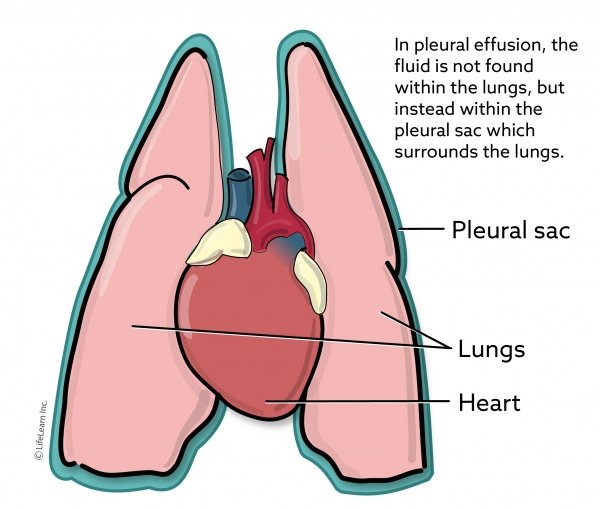 In pleural effusion, the
fluid is not found
within the lungs, but
instead within the
pleural sac which
surrounds the lungs.
Pleural sac
Lungs
Heart
© LifeLearn Inc.